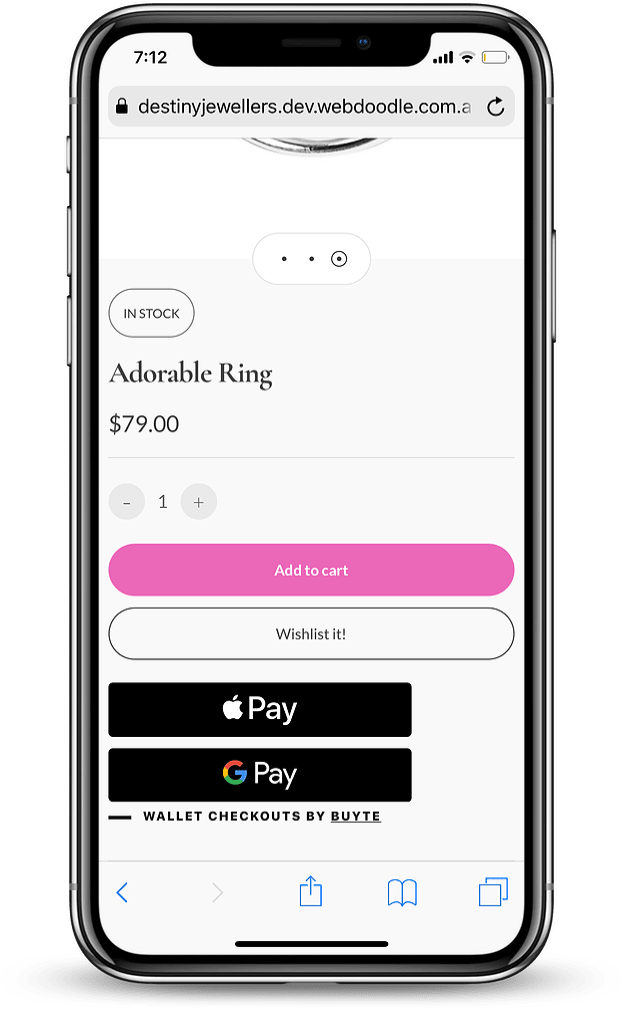 7:12
destinyjewellers.dev.webdoodle.com.a
IN STOCK
Adorable Ring
$79.00
- 1 +
Add to cart
Wishlist it!
Pay
G Pay
WALLET CHECKOUTS BY BUYTE